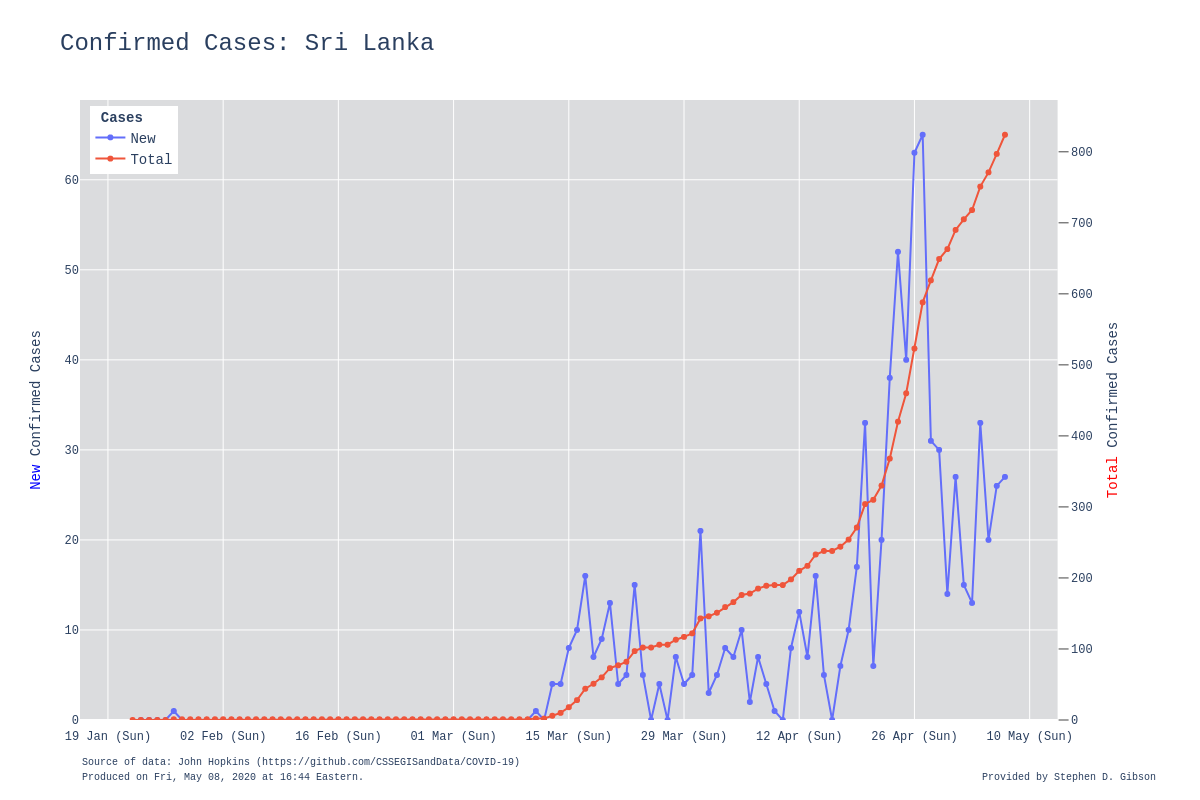 Confirmed Cases: Sri Lanka
Cases
New
Total
60
50
40
30
20
10
0
800
700
600
500
400
300
200
100
0
New Confirmed Cases
Total Confirmed Cases
19 Jan (Sun) 02 Feb (Sun) 16 Feb (Sun) 01 Mar (Sun) 15 Mar (Sun) 29 Mar (Sun) 12 Apr (Sun) 26 Apr (Sun) 10 May (Sun)
Source of data: John Hopkins (https://github.com/CSSEGISandData/COVID-19)
Produced on Fri, May 08, 2020 at 16:44 Eastern.
Provided by Stephen D. Gibson